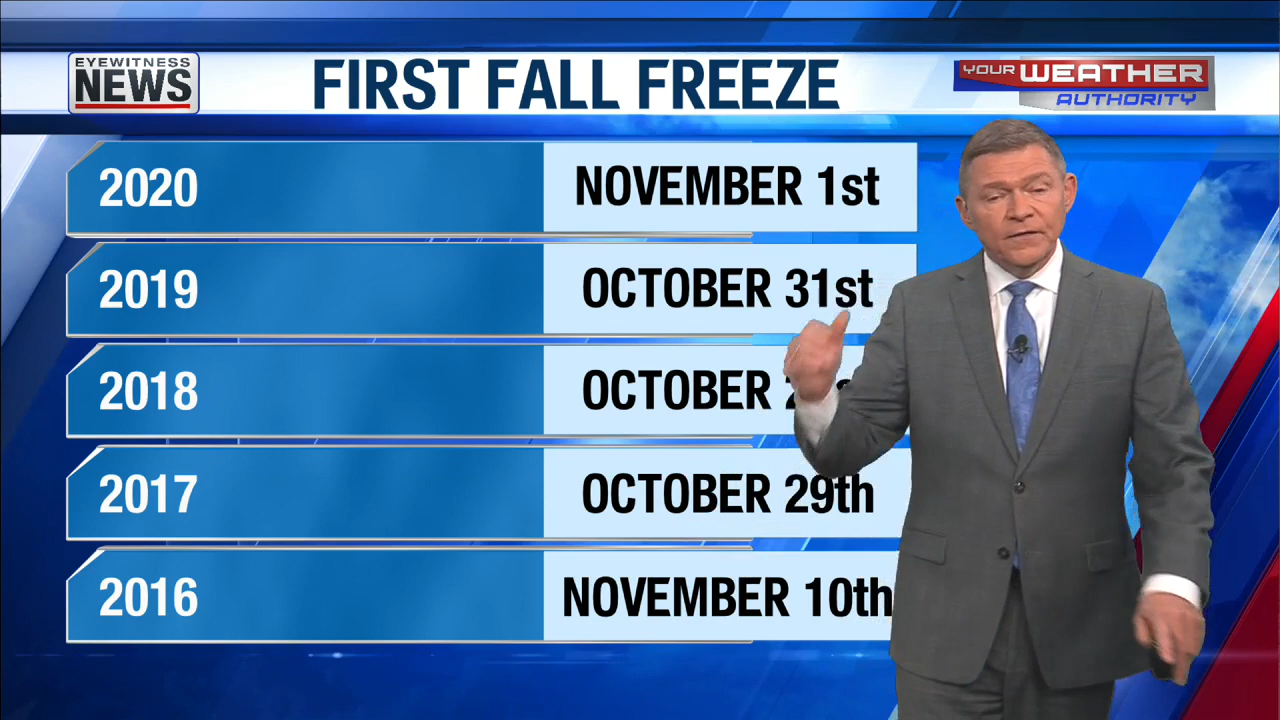 EYEWITNESS
NEWS
FIRST FALL FREEZE
YOUR WEATHER
AUTHORITY
2020 NOVEMBER 1st
2019 OCTOBER 31st
2018 OCTOBER
2017 OCTOBER 29th
2016 NOVEMBER 10th